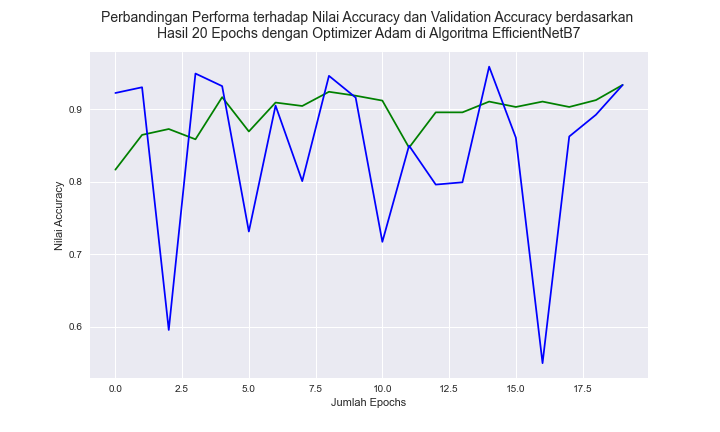 Perbandingan Performa terhadap Nilai Accuracy dan Validation Accuracy berdasarkan
Hasil 20 Epochs dengan Optimizer Adam di Algoritma EfficientNetB7
0.9
0.8
0.7
0.6
Nilai Accuracy
0.0 2.5 5.0 7.5 10.0 12.5 15.0 17.5
Jumlah Epochs